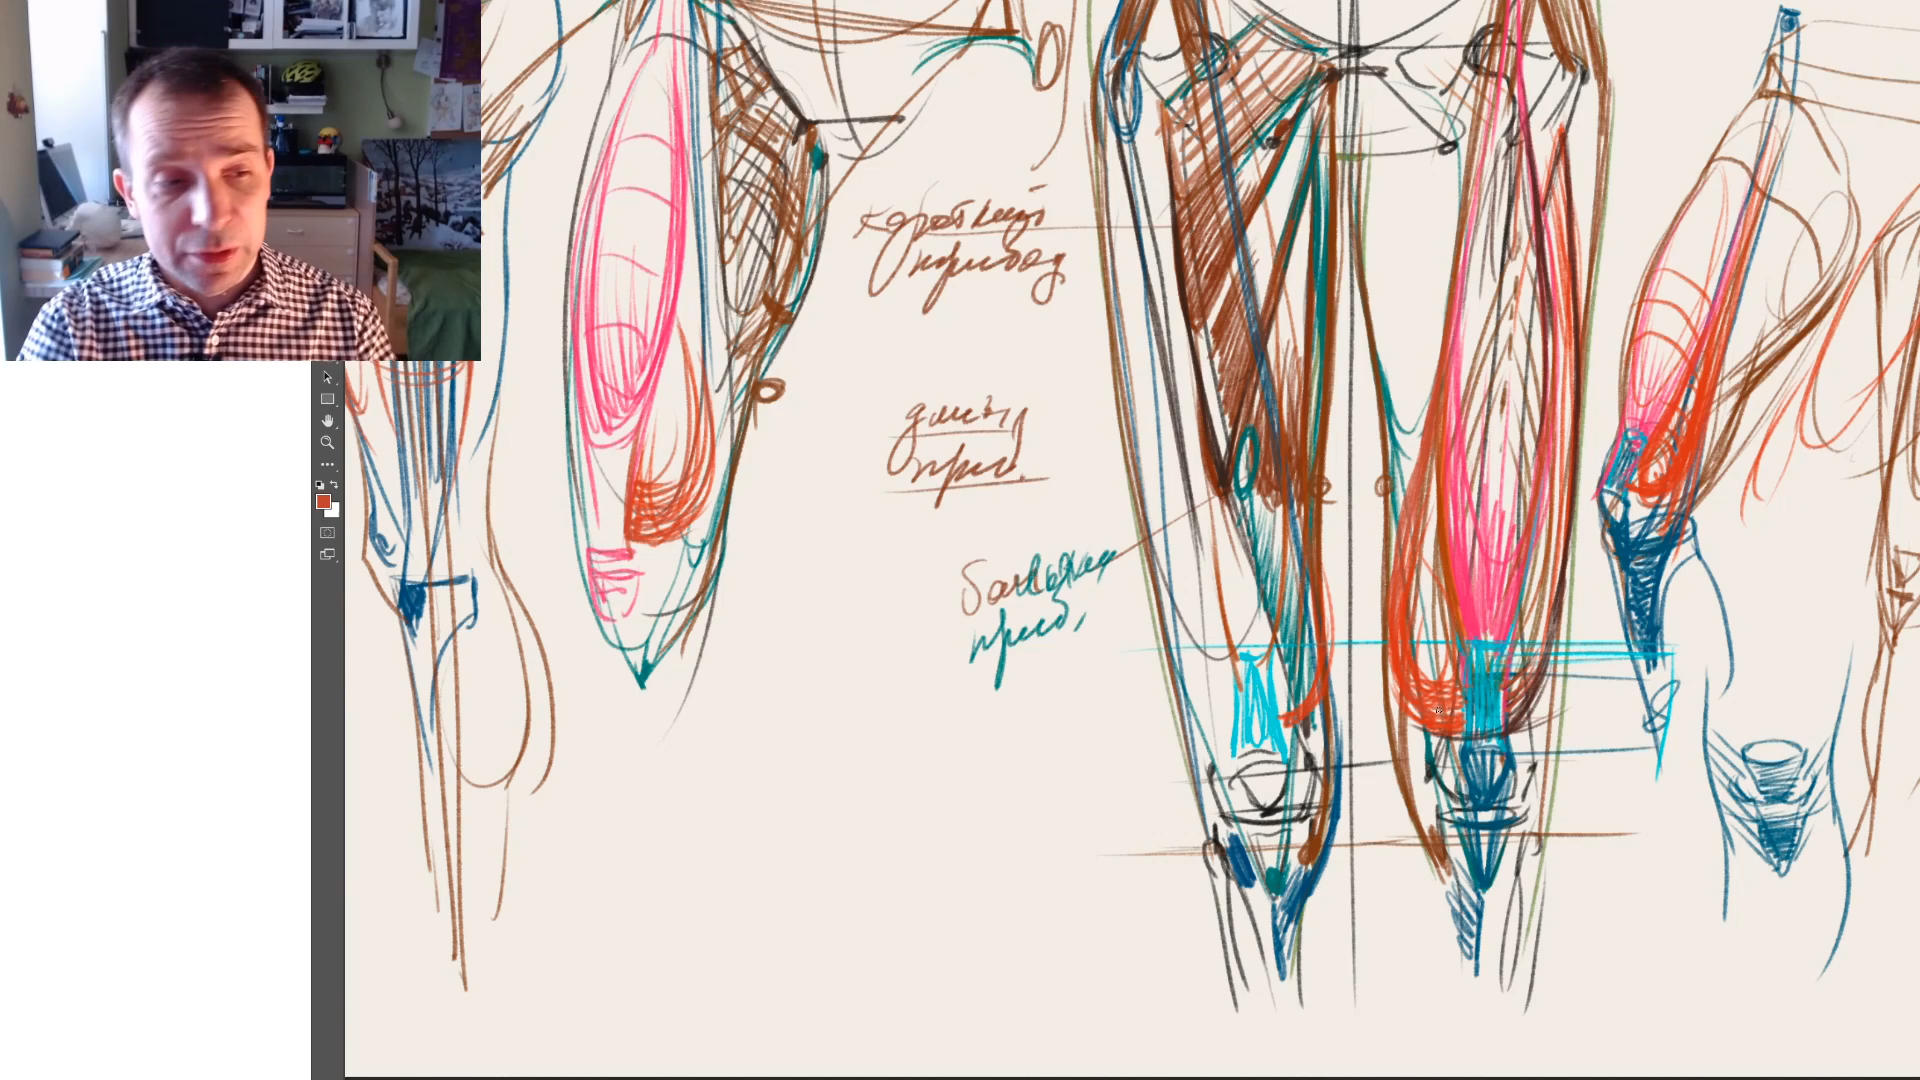 короткий
привод
длин.
прив.
большая
прив.